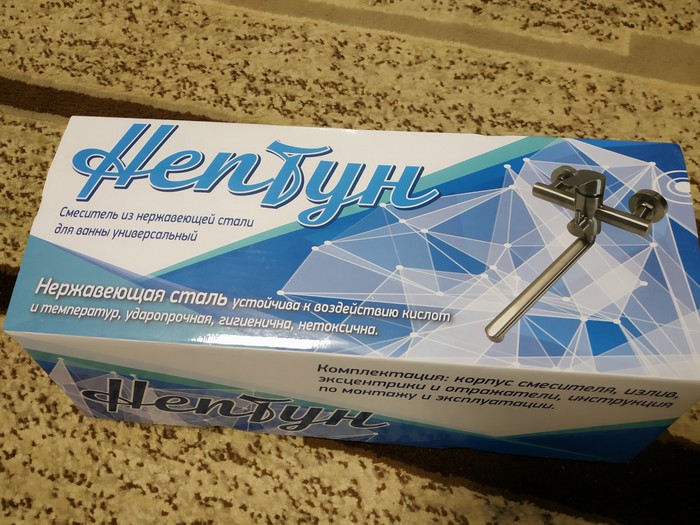 Нептун
Смеситель из нержавеющей стали
для ванны универсальный
Нержавеющая сталь устойчива к воздействию кислот
и температур, ударопрочная, гигиенична, нетоксична.
Нептун
Комплектация: корпус смесителя, излив,
эксцентрики и отражатели, инструкция
по монтажу и эксплуатации.